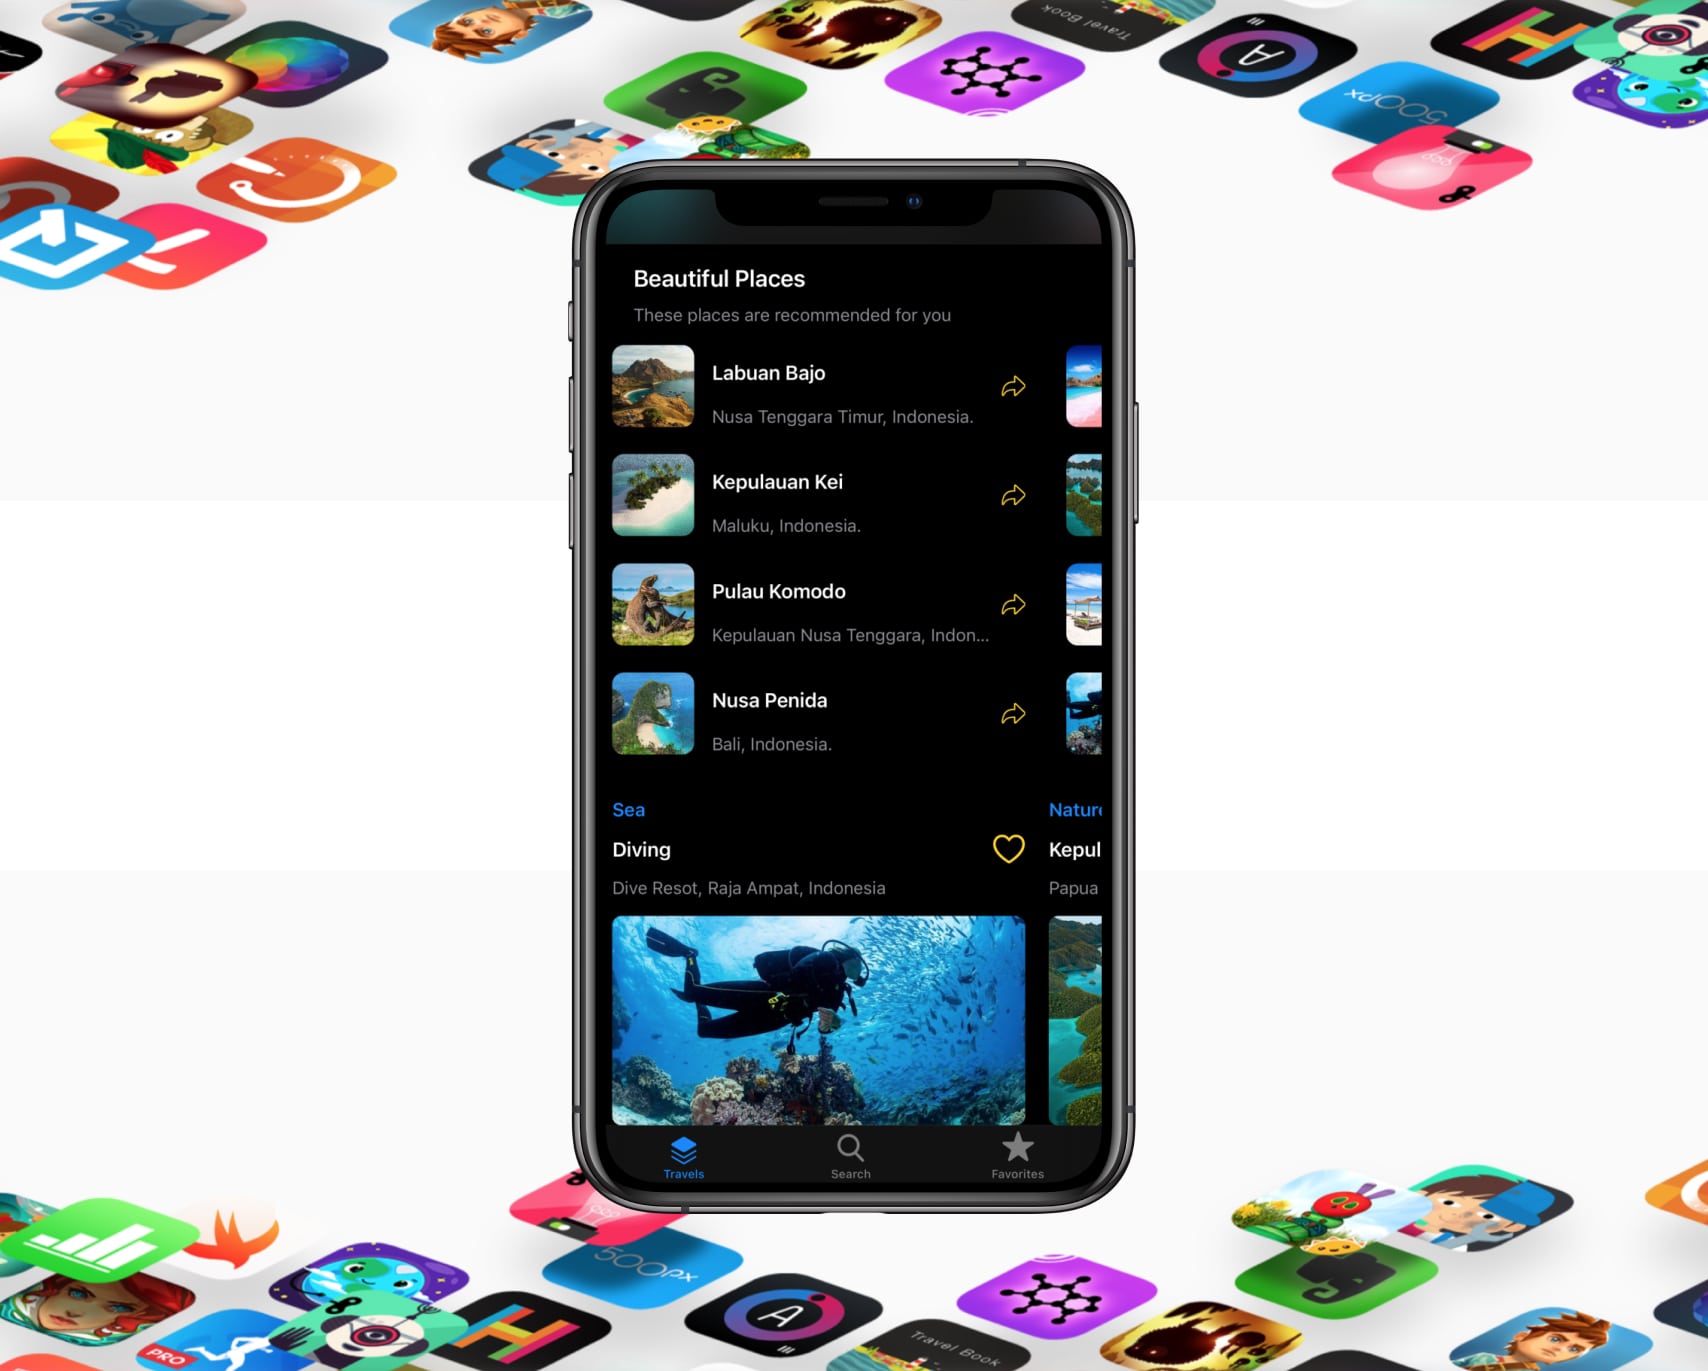 Travel Book
A
H
500px
Beautiful Places
These places are recommended for you
Labuan Bajo
Nusa Tenggara Timur, Indonesia.
Kepulauan Kei
Maluku, Indonesia.
Pulau Komodo
Kepulauan Nusa Tenggara, Indon...
Nusa Penida
Bali, Indonesia.
Sea
Nature
Diving
Kepul
Dive Resot, Raja Ampat, Indonesia
Papua
Travels
Search
Favorites
500px
A
H
PRO
Travel Book